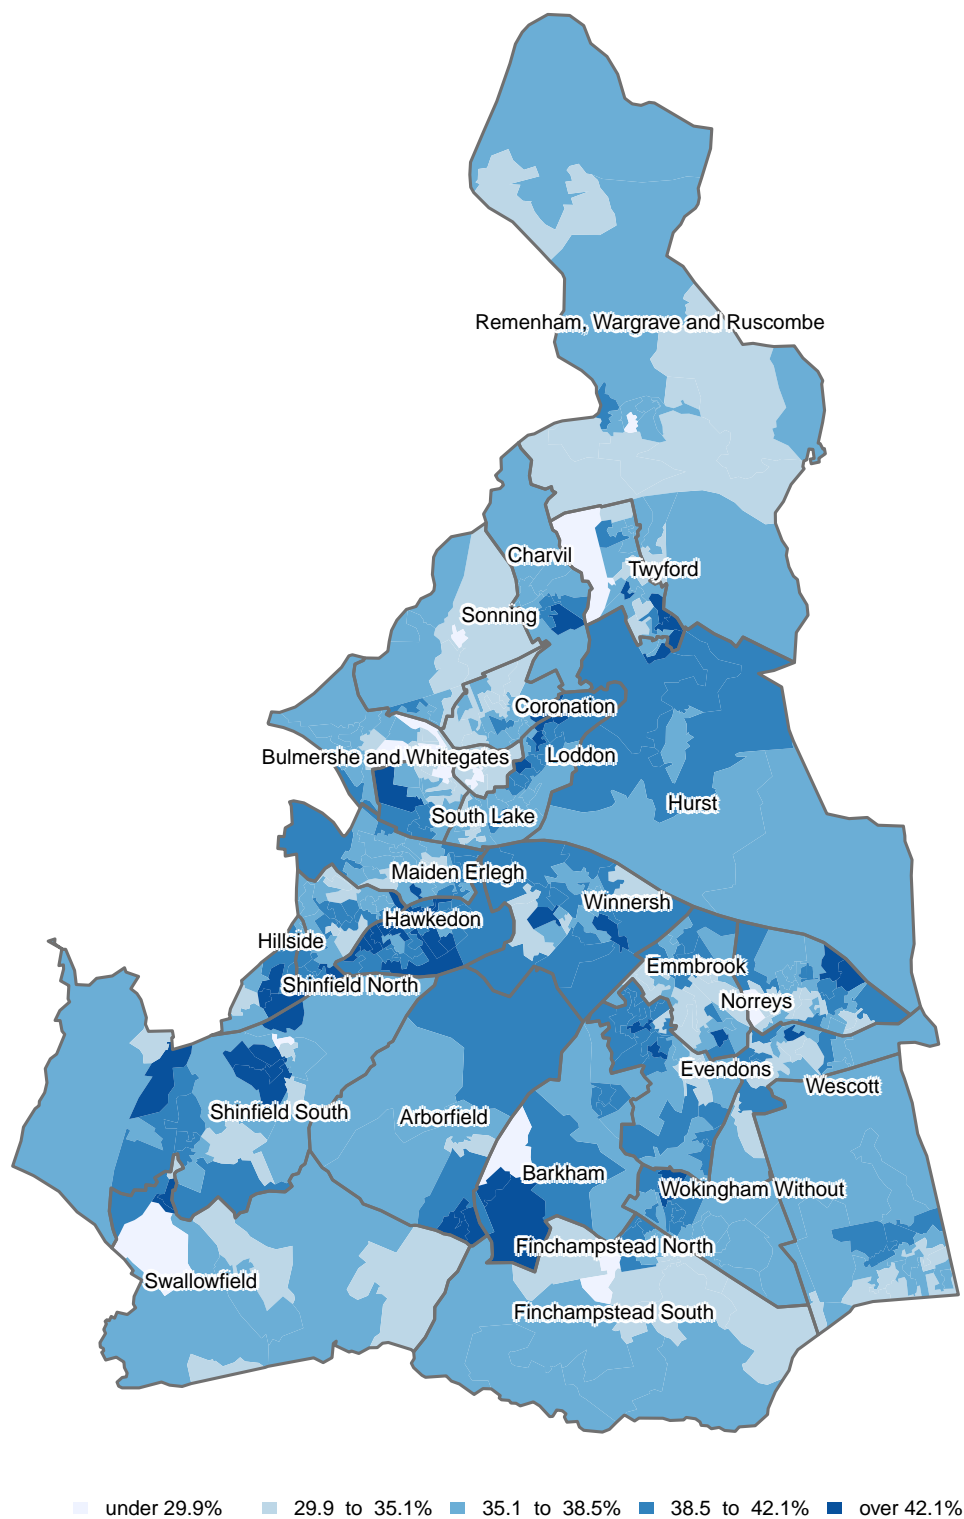 Remenham, Wargrave and Ruscombe
Charvil
Twyford
Sonning
Coronation
Bulmershe and Whitegates
Loddon
Hurst
South Lake
Maiden Erlegh
Winnersh
Hawkedon
Hillside
Emmbrook
Shinfield North
Norreys
Evendons
Wescott
Shinfield South
Arborfield
Barkham
Wokingham Without
Finchampstead North
Swallowfield
Finchampstead South
under 29.9% 29.9 to 35.1% 35.1 to 38.5% 38.5 to 42.1% over 42.1%